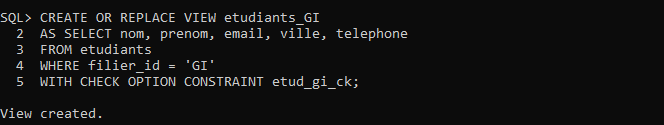 SQL> CREATE OR REPLACE VIEW etudiants_GI
2 AS SELECT nom, prenom, email, ville, telephone
3 FROM etudiants
4 WHERE filier_id = 'GI'
5 WITH CHECK OPTION CONSTRAINT etud_gi_ck;
View created.